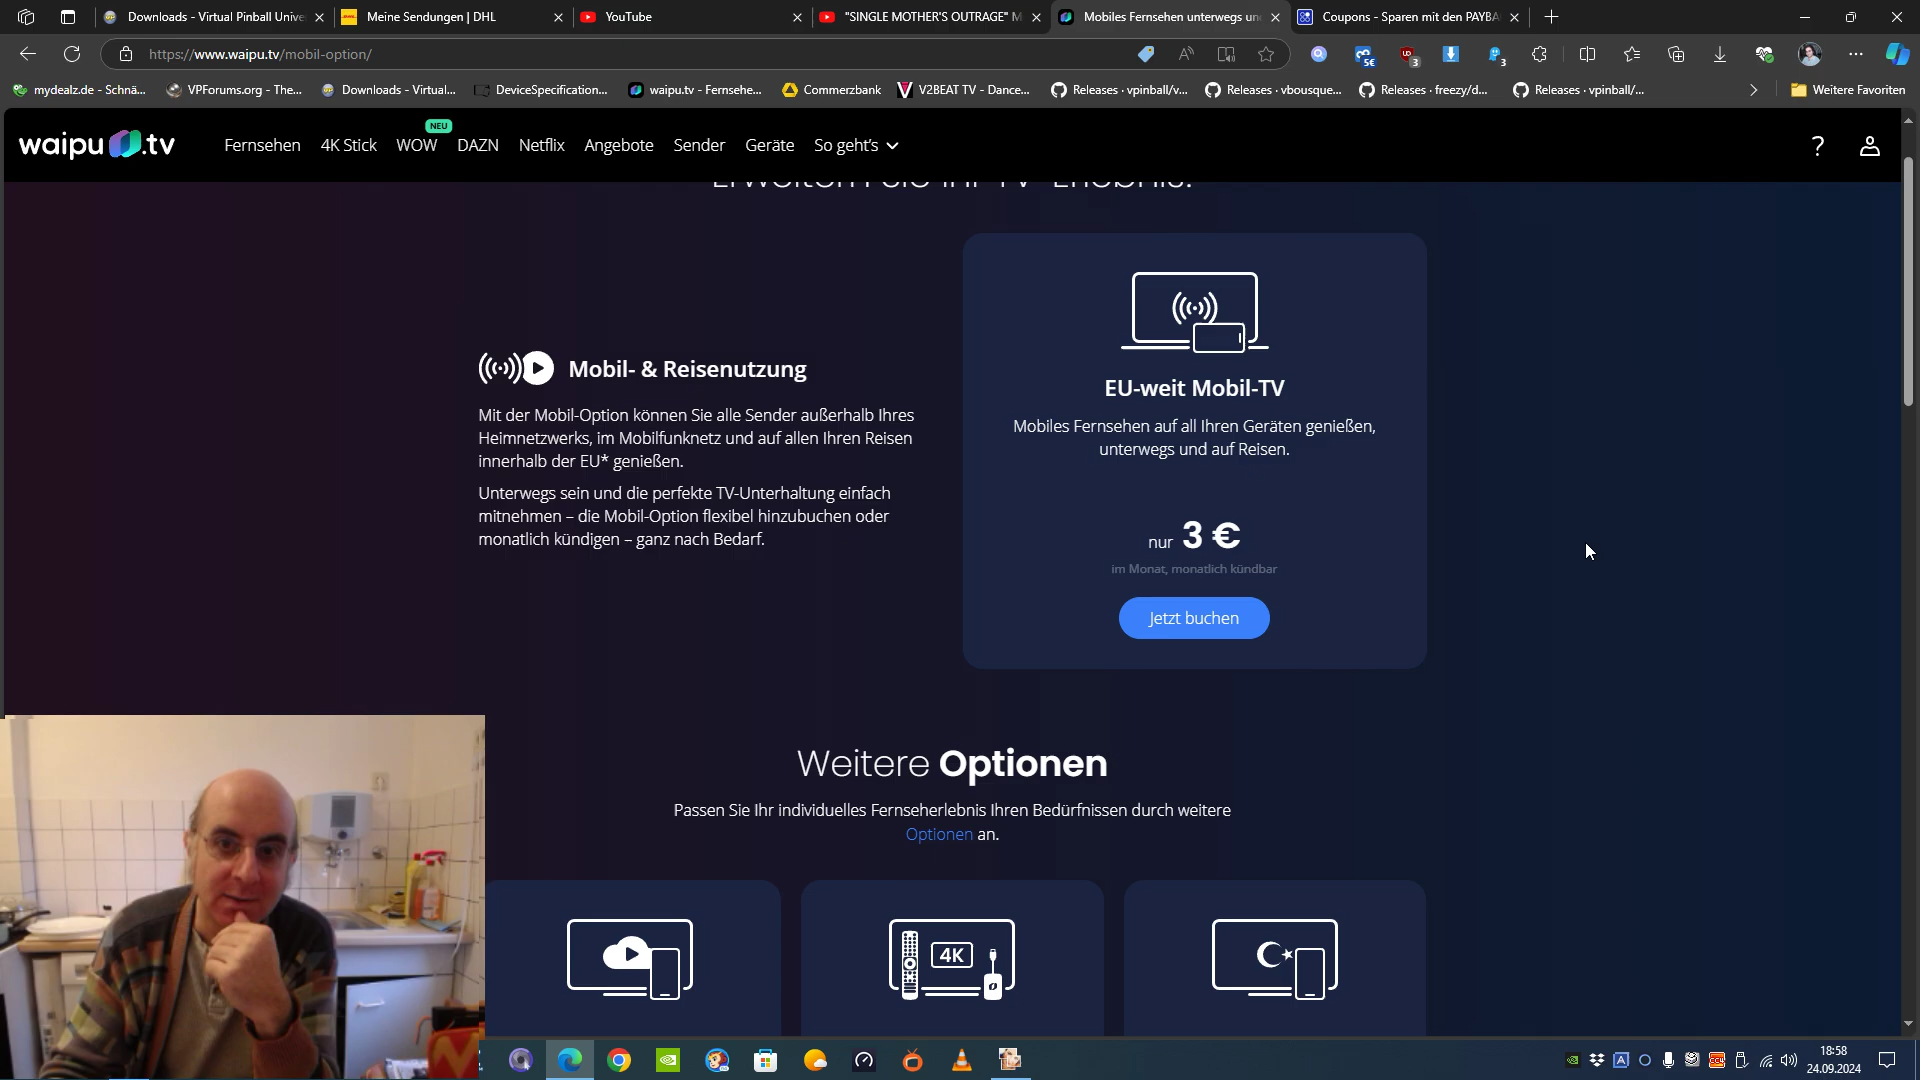 Downloads - Virtual Pinball Unive
Meine Sendungen | DHL
YouTube
"SINGLE MOTHER'S OUTRAGE" M
Mobiles Fernsehen unterwegs un
Coupons - Sparen mit den PAYBA
https://www.waipu.tv/mobil-option/
5€
3
3
mydealz.de - Schnä...
VPForums.org - The...
Downloads - Virtual...
DeviceSpecification...
waipu.tv - Fernsehe...
Commerzbank
V2BEAT TV - Dance...
Releases · vpinball/v...
Releases · vbousque...
Releases · freezy/d...
Releases · vpinball/...
Weitere Favoriten
waipu.tv
Fernsehen
4K Stick
NEU
WOW
DAZN
Netflix
Angebote
Sender
Geräte
So geht's
?
Erweitern Sie Ihr TV-Erlebnis.
Mobil- & Reisenutzung
Mit der Mobil-Option können Sie alle Sender außerhalb Ihres
Heimnetzwerks, im Mobilfunknetz und auf allen Ihren Reisen
innerhalb der EU* genießen.
Unterwegs sein und die perfekte TV-Unterhaltung einfach
mitnehmen – die Mobil-Option flexibel hinzubuchen oder
monatlich kündigen – ganz nach Bedarf.
EU-weit Mobil-TV
Mobiles Fernsehen auf all Ihren Geräten genießen,
unterwegs und auf Reisen.
nur 3 €
im Monat, monatlich kündbar
Jetzt buchen
Weitere Optionen
Passen Sie Ihr individuelles Fernseherlebnis Ihren Bedürfnissen durch weitere
Optionen an.
4K
18:58
24.09.2024